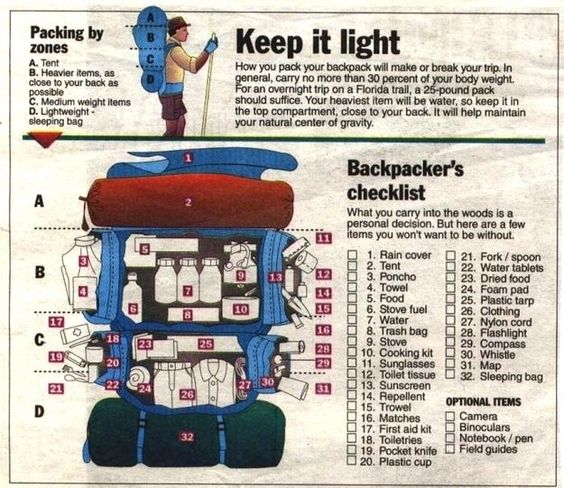 Packing by
zones
A. Tent
B. Heavier items, as
close to your back as
possible
C. Medium weight items
D. Lightweight -
sleeping bag
A
B
C
D
Keep it light
How you pack your backpack will make or break your trip. In
general, carry no more than 30 percent of your body weight.
For an overnight trip on a Florida trail, a 25-pound pack
should suffice. Your heaviest item will be water, so keep it in
the top compartment, close to your back. It will help maintain
your natural center of gravity.
A
B
C
D
1
2
3
4
5
6
7
8
9
10
13
11
12
14
15
16
17
18
19
20
21
22
23
24
25
26
27
30
28
29
31
32
Backpacker's
checklist
What you carry into the woods is a
personal decision. But here are a few
items you won't want to be without.
1. Rain cover
2. Tent
3. Poncho
4. Towel
5. Food
6. Stove fuel
7. Water
8. Trash bag
9. Stove
10. Cooking kit
11. Sunglasses
12. Toilet tissue
13. Sunscreen
14. Repellent
15. Trowel
16. Matches
17. First aid kit
18. Toiletries
19. Pocket knife
20. Plastic cup
21. Fork / spoon
22. Water tablets
23. Dried food
24. Foam pad
25. Plastic tarp
26. Clothing
27. Nylon cord
28. Flashlight
29. Compass
30. Whistle
31. Map
32. Sleeping bag
OPTIONAL ITEMS
Camera
Binoculars
Notebook / pen
Field guides